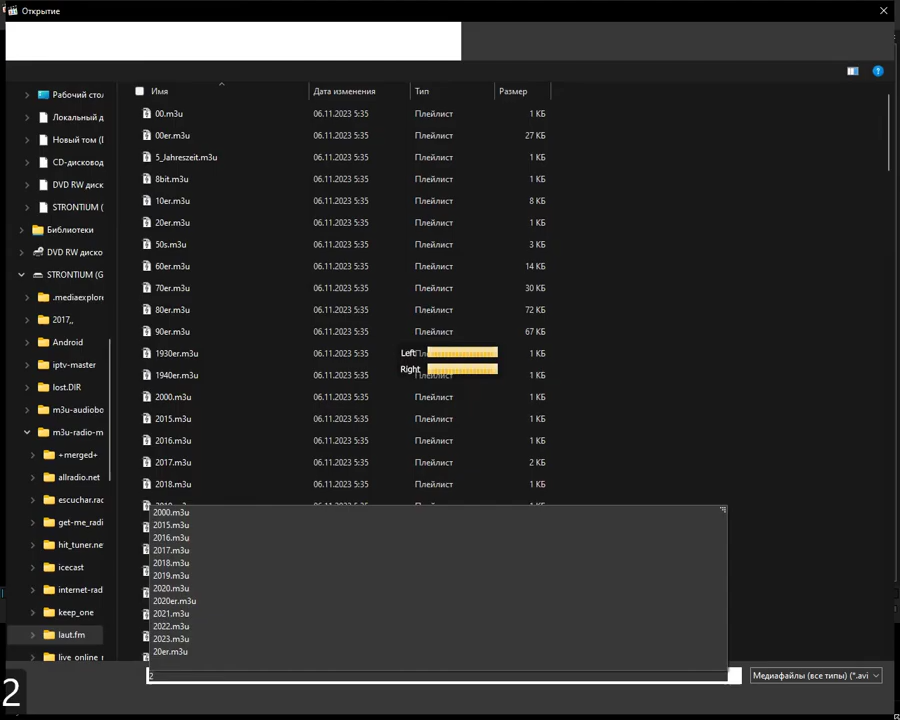 Открытие
Имя Дата изменения Тип Размер
Рабочий стол
Локальный д
Новый том (I
CD-дисковод
DVD RW диск
STRONTIUM (
Библиотеки
DVD RW диско
STRONTIUM (G
.mediaexplore
2017,,
Android
iptv-master
lost.DIR
m3u-audiobo
m3u-radio-m
+merged+
allradio.net
escuchar.rad
get-me_radi
hit_tuner.ne
icecast
internet-radi
keep_one
laut.fm
live_online_r
00.m3u 06.11.2023 5:35 Плейлист 1 КБ
00er.m3u 06.11.2023 5:35 Плейлист 27 КБ
5_Jahreszeit.m3u 06.11.2023 5:35 Плейлист 1 КБ
8bit.m3u 06.11.2023 5:35 Плейлист 1 КБ
10er.m3u 06.11.2023 5:35 Плейлист 8 КБ
20er.m3u 06.11.2023 5:35 Плейлист 1 КБ
50s.m3u 06.11.2023 5:35 Плейлист 3 КБ
60er.m3u 06.11.2023 5:35 Плейлист 14 КБ
70er.m3u 06.11.2023 5:35 Плейлист 30 КБ
80er.m3u 06.11.2023 5:35 Плейлист 72 КБ
90er.m3u 06.11.2023 5:35 Плейлист 67 КБ
1930er.m3u 06.11.2023 5:35 1 КБ
1940er.m3u 06.11.2023 5:35 Плейлист 1 КБ
2000.m3u 06.11.2023 5:35 Плейлист 1 КБ
2015.m3u 06.11.2023 5:35 Плейлист 1 КБ
2016.m3u 06.11.2023 5:35 Плейлист 1 КБ
2017.m3u 06.11.2023 5:35 Плейлист 2 КБ
2018.m3u 06.11.2023 5:35 Плейлист 1 КБ
Left
Right
2000.m3u
2015.m3u
2016.m3u
2017.m3u
2018.m3u
2019.m3u
2020.m3u
2020er.m3u
2021.m3u
2022.m3u
2023.m3u
20er.m3u
2
Медиафайлы (все типы) (*.avi
2